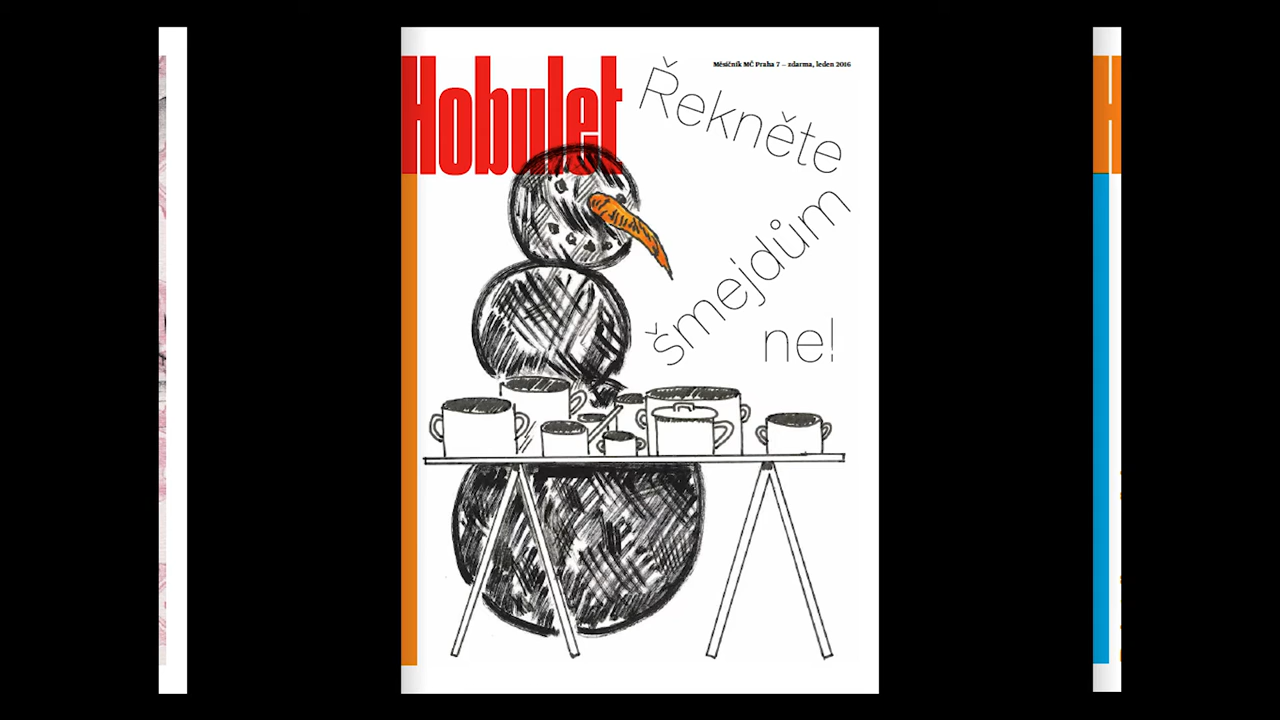 Hobulet
Měsíčník MČ Praha 7 – zdarma, leden 2016
Řekněte
šmejdům
ne!
H